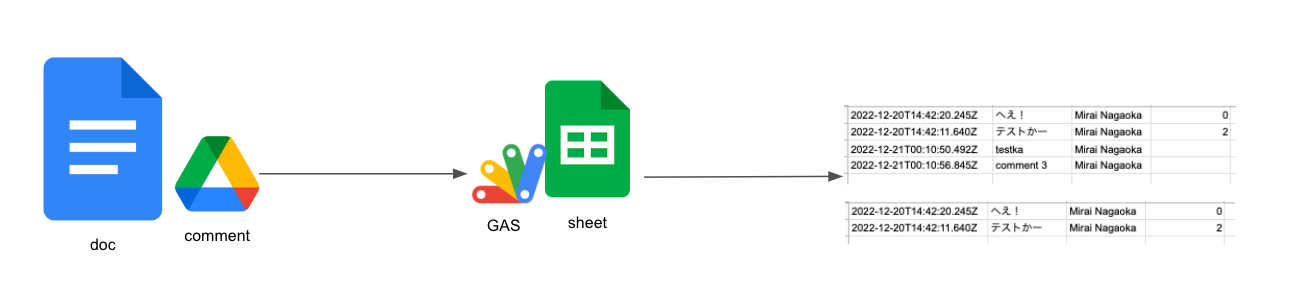 doc
comment
GAS
sheet
2022-12-20T14:42:20.245Z へえ！ Mirai Nagaoka 0
2022-12-20T14:42:11.640Z テストかー Mirai Nagaoka 2
2022-12-21T00:10:50.492Z testka Mirai Nagaoka
2022-12-21T00:10:56.845Z comment 3 Mirai Nagaoka
2022-12-20T14:42:20.245Z へえ！ Mirai Nagaoka 0
2022-12-20T14:42:11.640Z テストかー Mirai Nagaoka 2